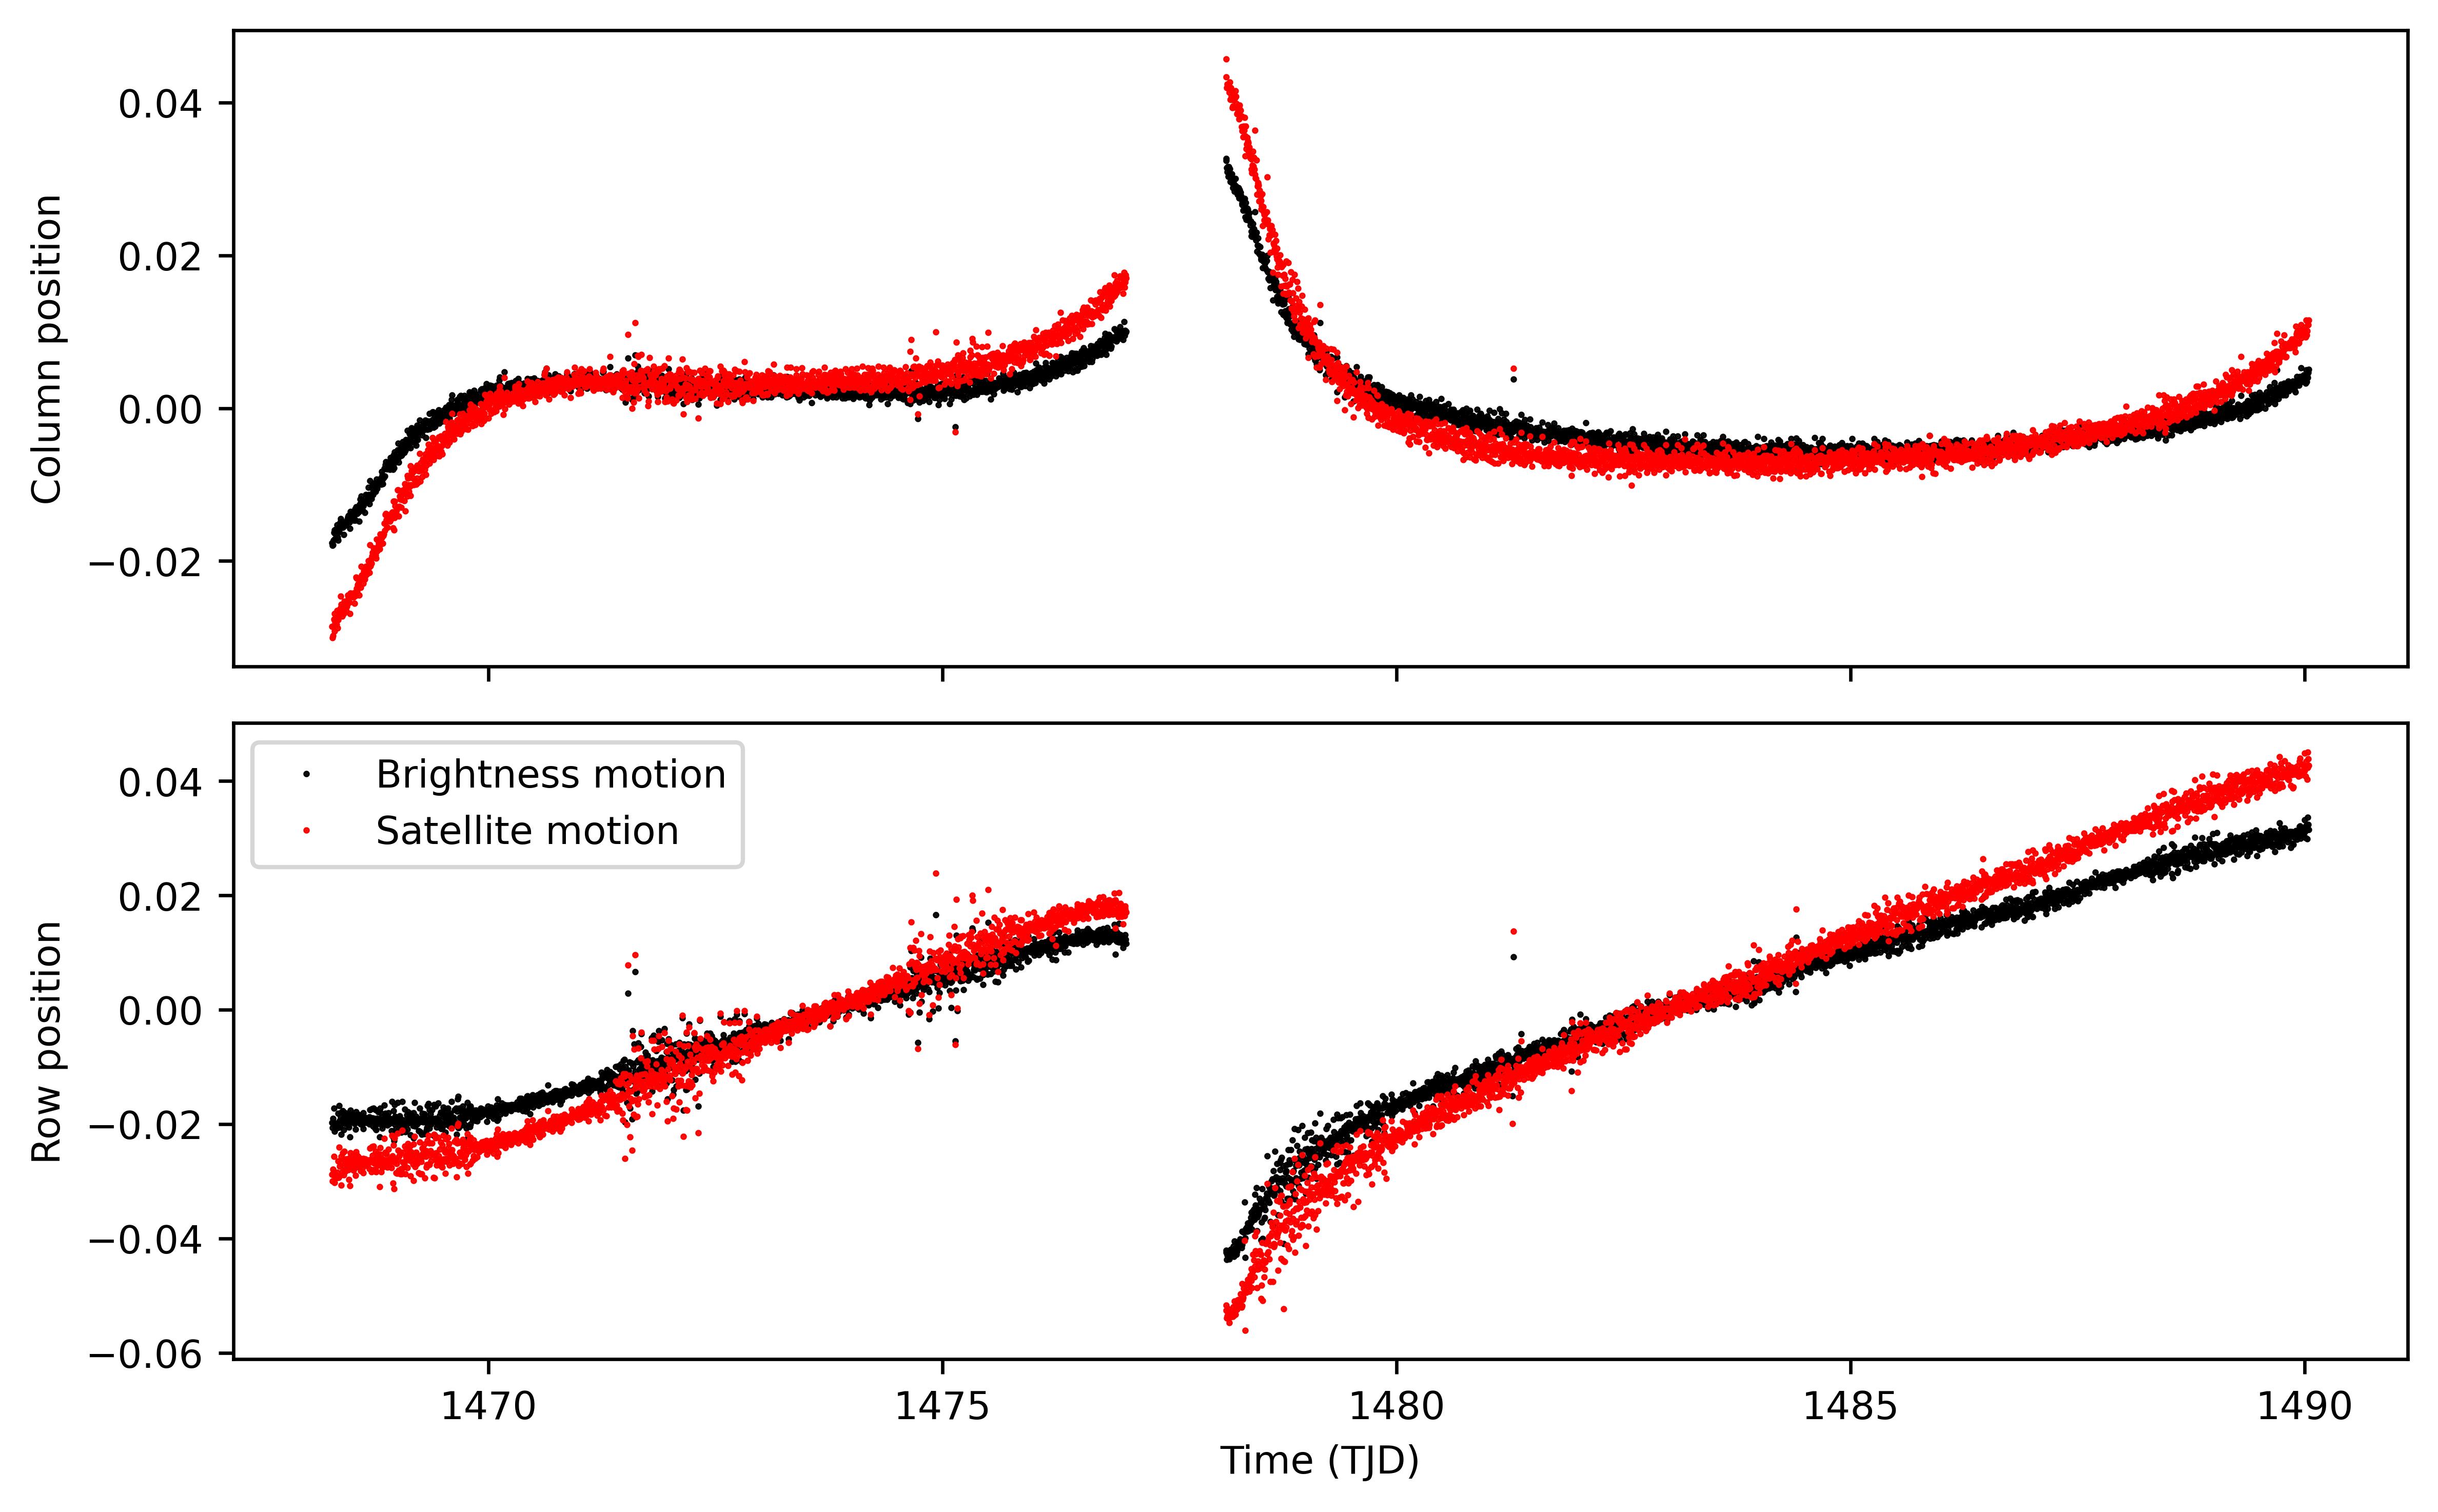 Column position
0.04
0.02
0.00
−0.02
Row position
0.04
0.02
0.00
−0.02
−0.04
−0.06
Brightness motion
Satellite motion
1470 1475 1480 1485 1490
Time (TJD)